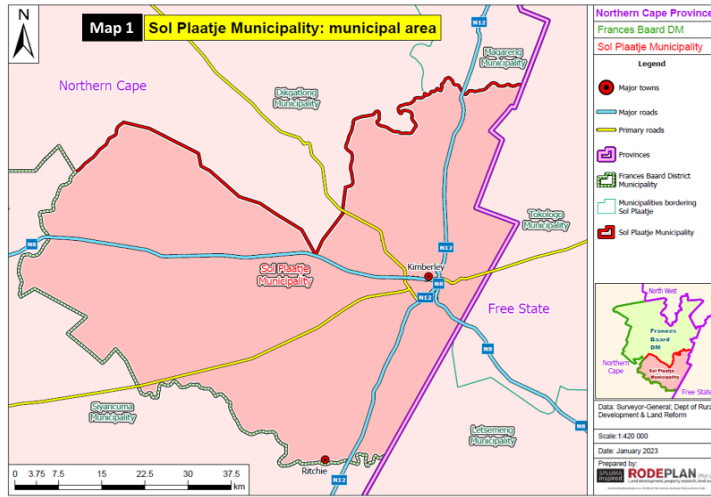 N
Map 1
Sol Plaatje Municipality: municipal area
N12
Magareng
Municipality
Northern Cape
Dikgatlong
Municipality
Tokologo
Municipality
N8
N12
Sol Plaatje
Municipality
Kimberley
N8
N12
Free State
N8
Siyancuma
Municipality
Letsemeng
Municipality
N8
Ritchie
N12
0 3.75 7.5 15 22.5 30 37.5
km
Northern Cape Province
Frances Baard DM
Sol Plaatje Municipality
Legend
Major towns
Major roads
Primary roads
Provinces
Frances Baard District
Municipality
Municipalities bordering
Sol Plaatje
Sol Plaatje Municipality
North West
Frances
Baard
DM
Northern
Cape
Sol Plaatje
Municipality
Free State
Data: Surveyor-General; Dept of Rura
Development & Land Reform
Scale:1:420 000
Date: January 2023
Prepared by:
SPLUMA
Inspired
RODEPLAN